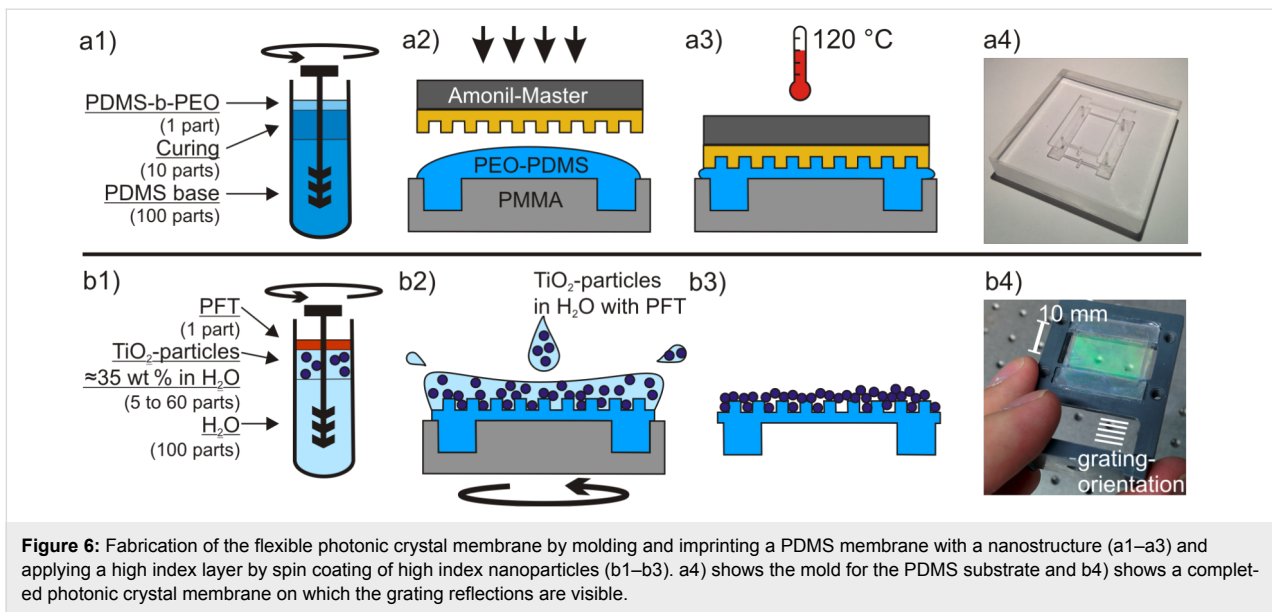 a1)
PDMS-b-PEO
(1 part)
Curing
(10 parts)
PDMS base
(100 parts)
a2)
Amonil-Master
PEO-PDMS
PMMA
a3)
120 °C
a4)
b1)
PFT
(1 part)
TiO₂-particles
≈35 wt % in H₂O
(5 to 60 parts)
H₂O
(100 parts)
b2)
TiO₂-particles
in H₂O with PFT
b3)
b4)
10 mm
grating-
orientation
Figure 6: Fabrication of the flexible photonic crystal membrane by molding and imprinting a PDMS membrane with a nanostructure (a1–a3) and
applying a high index layer by spin coating of high index nanoparticles (b1–b3). a4) shows the mold for the PDMS substrate and b4) shows a complet-
ed photonic crystal membrane on which the grating reflections are visible.